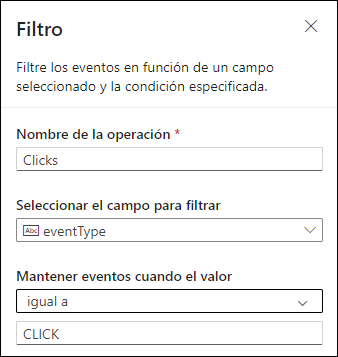 Filtro
Filtre los eventos en función de un campo
seleccionado y la condición especificada.
Nombre de la operación *
Clicks
Seleccionar el campo para filtrar
Abc eventType
Mantener eventos cuando el valor
igual a
CLICK